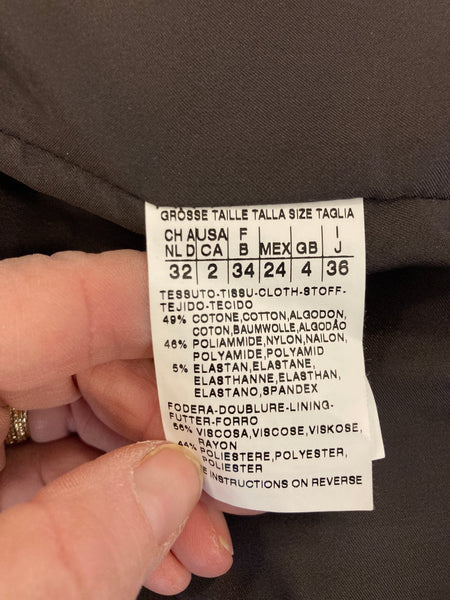 GRÖSSE TAILLE TALLA SIZE TAGLIA
CH A USA F I
NL D CA B MEX GB J
32 2 34 24 4 36
TESSUTO-TISSU-CLOTH-STOFF-
TEJIDO-TECIDO
49% COTONE,COTTON,ALGODON,
COTON,BAUMWOLLE,ALGODÃO
46% POLIAMMIDE,NYLON,NAILON,
POLYAMIDE,POLYAMID
5% ELASTAN,ELASTANE,
ELASTHANNE,ELASTHAN,
ELASTANO,SPANDEX
FODERA-DOUBLURE-LINING-
FUTTER-FORRO
56% VISCOSA,VISCOSE,VISKOSE,
RAYON
44% POLIESTERE,POLYESTER,
POLIESTER
INSTRUCTIONS ON REVERSE